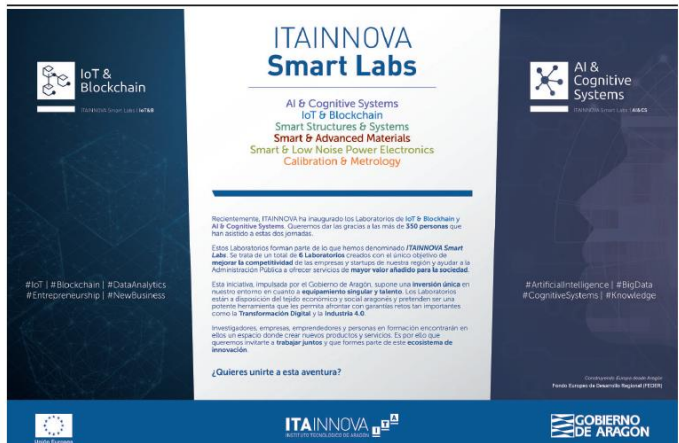 IoT &
Blockchain
ITAINNOVA Smart Labs | IoT&B
#IoT | #Blockchain | #DataAnalytics
#Entrepreneurship | #NewBusiness
ITAINNOVA
Smart Labs
AI & Cognitive Systems
IoT & Blockchain
Smart Structures & Systems
Smart & Advanced Materials
Smart & Low Noise Power Electronics
Calibration & Metrology
Recientemente, ITAINNOVA ha inaugurado los Laboratorios de IoT & Blockhain y
AI & Cognitive Systems. Queremos dar las gracias a las más de 350 personas que
han asistido a estas dos jornadas.
Estos Laboratorios forman parte de lo que hemos denominado ITAINNOVA Smart
Labs. Se trata de un total de 6 Laboratorios creados con el único objetivo de
mejorar la competitividad de las empresas y startups de nuestra región y ayudar a la
Administración Pública a ofrecer servicios de mayor valor añadido para la sociedad.
Esta iniciativa, impulsada por el Gobierno de Aragón, supone una inversión única en
nuestro entorno en cuanto a equipamiento singular y talento. Los Laboratorios
están a disposición del tejido económico y social aragonés y pretenden ser una
potente herramienta que les permita afrontar con garantías retos tan importantes
como la Transformación Digital y la Industria 4.0.
Investigadores, empresas, emprendedores y personas en formación encontrarán en
ellos un espacio donde crear nuevos productos y servicios. Es por ello que
queremos invitarte a trabajar juntos y que formes parte de este ecosistema de
innovación.
¿Quieres unirte a esta aventura?
AI &
Cognitive
Systems
ITAINNOVA Smart Labs | AI&CS
#ArtificialIntelligence | #BigData
#CognitiveSystems | #Knowledge
Construyendo Europa desde Aragón
Fondo Europeo de Desarrollo Regional (FEDER)
Unión Europea
ITAINNOVA
INSTITUTO TECNOLÓGICO DE ARAGÓN
ITA
GOBIERNO
DE ARAGON